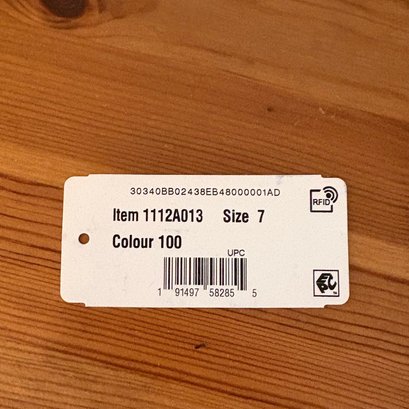 30340BB02438EB48000001AD
RFID
Item 1112A013 Size 7
Colour 100
UPC
1 91497 58285 5